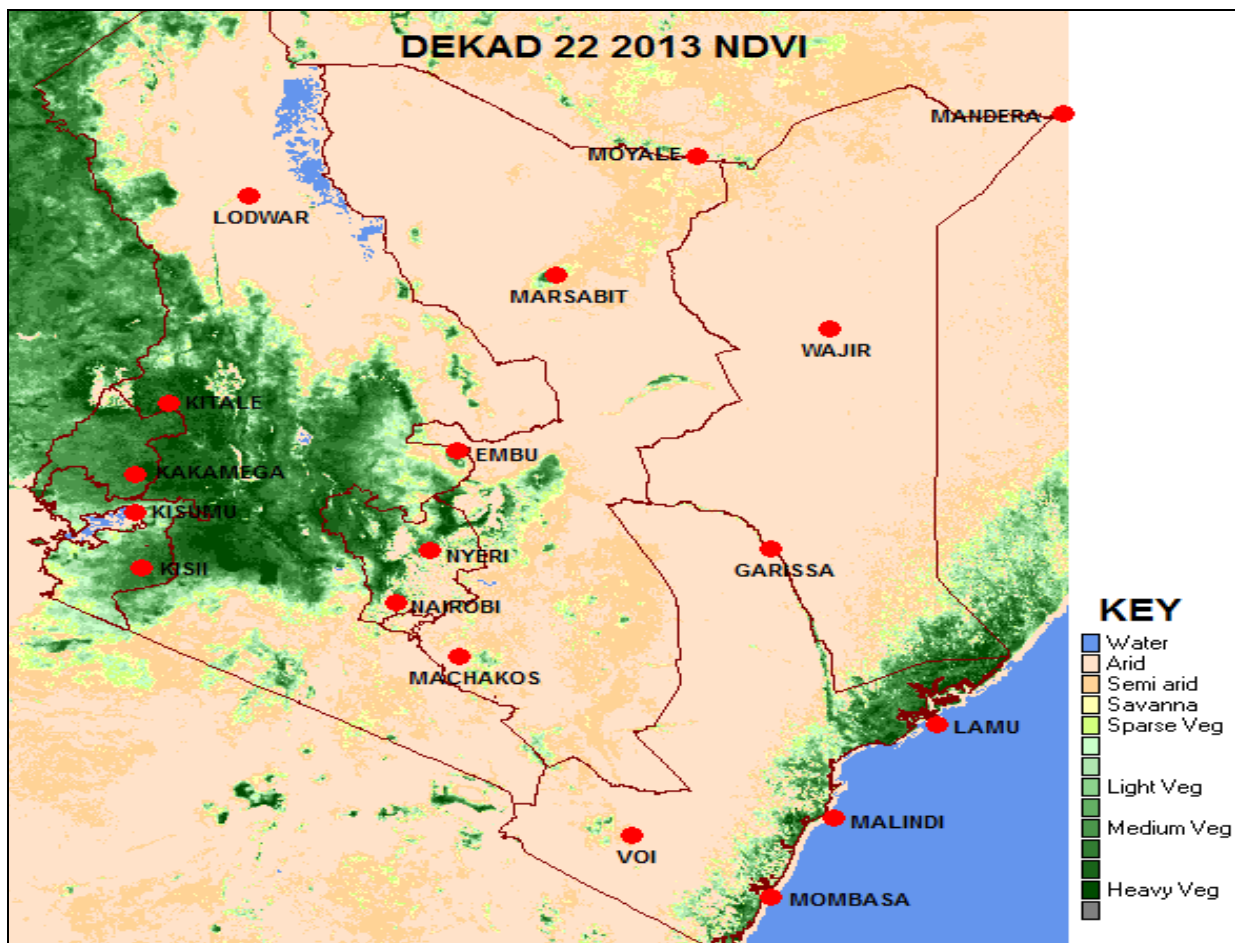 DEKAD 22 2013 NDVI
MANDERA
MOYALE
LODWAR
MARSABIT
WAJIR
KITALE
EMBU
KAKAMEGA
KISUMU
NYERI
GARISSA
KISII
NAIROBI
MACHAKOS
LAMU
MALINDI
VOI
MOMBASA
KEY
Water
Arid
Semi arid
Savanna
Sparse Veg
Light Veg
Medium Veg
Heavy Veg